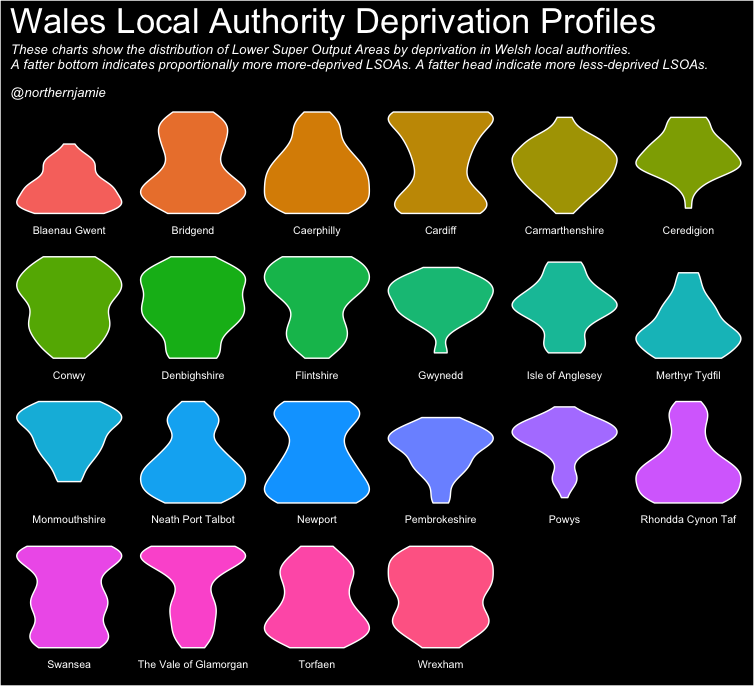 Wales Local Authority Deprivation Profiles
These charts show the distribution of Lower Super Output Areas by deprivation in Welsh local authorities.
A fatter bottom indicates proportionally more more-deprived LSOAs. A fatter head indicate more less-deprived LSOAs.
@northernjamie
Blaenau Gwent
Bridgend
Caerphilly
Cardiff
Carmarthenshire
Ceredigion
Conwy
Denbighshire
Flintshire
Gwynedd
Isle of Anglesey
Merthyr Tydfil
Monmouthshire
Neath Port Talbot
Newport
Pembrokeshire
Powys
Rhondda Cynon Taf
Swansea
The Vale of Glamorgan
Torfaen
Wrexham